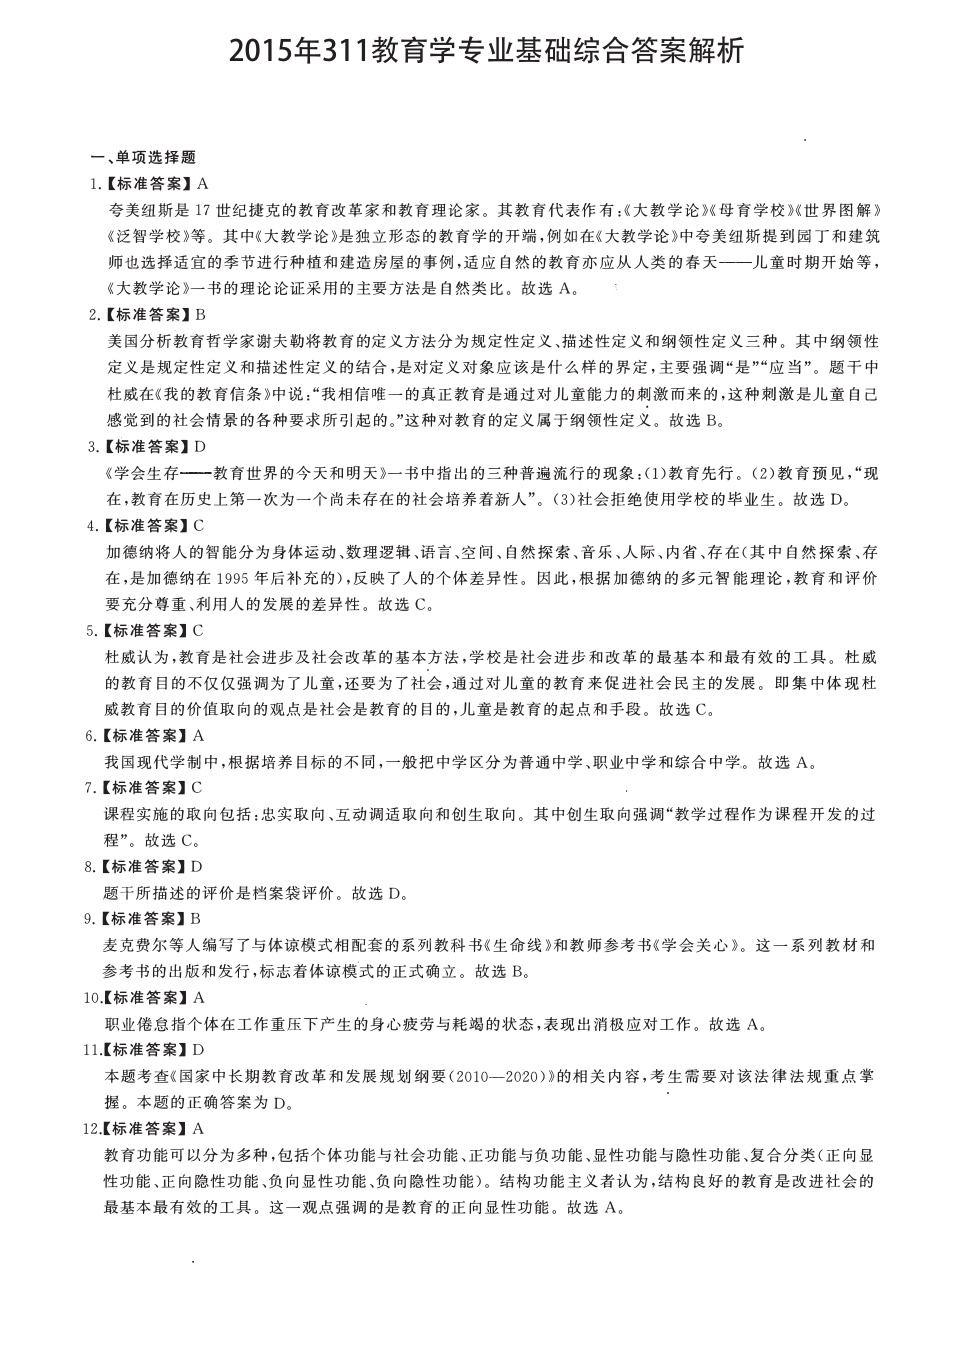 2015年311教育学专业基础综合答案解析
一、单项选择题
1.【标准答案】A
夸美纽斯是 17 世纪捷克的教育改革家和教育理论家。其教育代表作有:《大教学论》《母育学校》《世界图解》
《泛智学校》等。其中《大教学论》是独立形态的教育学的开端,例如在《大教学论》中夸美纽斯提到园丁和建筑
师也选择适宜的季节进行种植和建造房屋的事例,适应自然的教育亦应从人类的春天——儿童时期开始等,
《大教学论》一书的理论论证采用的主要方法是自然类比。故选 A。
2.【标准答案】B
美国分析教育哲学家谢夫勒将教育的定义方法分为规定性定义、描述性定义和纲领性定义三种。其中纲领性
定义是规定性定义和描述性定义的结合,是对定义对象应该是什么样的界定,主要强调“是”“应当”。题干中
杜威在《我的教育信条》中说:“我相信唯一的真正教育是通过对儿童能力的刺激而来的,这种刺激是儿童自己
感觉到的社会情景的各种要求所引起的。”这种对教育的定义属于纲领性定义。故选 B。
3.【标准答案】D
《学会生存——教育世界的今天和明天》一书中指出的三种普遍流行的现象:(1)教育先行。(2)教育预见,“现
在,教育在历史上第一次为一个尚未存在的社会培养着新人”。(3)社会拒绝使用学校的毕业生。故选 D。
4.【标准答案】C
加德纳将人的智能分为身体运动、数理逻辑、语言、空间、自然探索、音乐、人际、内省、存在(其中自然探索、存
在,是加德纳在 1995 年后补充的),反映了人的个体差异性。因此,根据加德纳的多元智能理论,教育和评价
要充分尊重、利用人的发展的差异性。故选 C。
5.【标准答案】C
杜威认为,教育是社会进步及社会改革的基本方法,学校是社会进步和改革的最基本和最有效的工具。杜威
的教育目的不仅仅强调为了儿童,还要为了社会,通过对儿童的教育来促进社会民主的发展。即集中体现杜
威教育目的价值取向的观点是社会是教育的目的,儿童是教育的起点和手段。故选 C。
6.【标准答案】A
我国现代学制中,根据培养目标的不同,一般把中学区分为普通中学、职业中学和综合中学。故选 A。
7.【标准答案】C
课程实施的取向包括:忠实取向、互动调适取向和创生取向。其中创生取向强调“教学过程作为课程开发的过
程”。故选 C。
8.【标准答案】D
题干所描述的评价是档案袋评价。故选 D。
9.【标准答案】B
麦克费尔等人编写了与体谅模式相配套的系列教科书《生命线》和教师参考书《学会关心》。这一系列教材和
参考书的出版和发行,标志着体谅模式的正式确立。故选 B。
10.【标准答案】A
职业倦怠指个体在工作重压下产生的身心疲劳与耗竭的状态,表现出消极应对工作。故选 A。
11.【标准答案】D
本题考查《国家中长期教育改革和发展规划纲要(2010—2020)》的相关内容,考生需要对该法律法规重点掌
握。本题的正确答案为 D。
12.【标准答案】A
教育功能可以分为多种,包括个体功能与社会功能、正功能与负功能、显性功能与隐性功能、复合分类(正向显
性功能、正向隐性功能、负向显性功能、负向隐性功能)。结构功能主义者认为,结构良好的教育是改进社会的
最基本最有效的工具。这一观点强调的是教育的正向显性功能。故选 A。